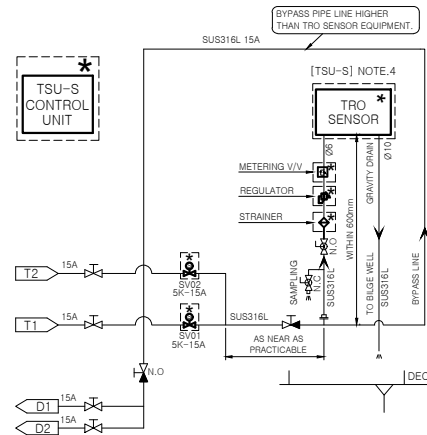 BYPASS PIPE LINE HIGHER
THAN TRO SENSOR EQUIPMENT.
SUS316L 15A
[TSU-S] NOTE.4
*
TSU-S
CONTROL
UNIT
*
TRO
SENSOR
Ø6
Ø10
METERING V/V
*
REGULATOR
*
STRAINER
*
GRAVITY DRAIN
WITHIN 600mm
N.O
SAMPLING
N.C
SUS316L
TO BILGE WELL
SUS316L
BYPASS LINE
T2
15A
*
SV02
5K-15A
T1
15A
*
SV01
5K-15A
SUS316L
AS NEAR AS
PRACTICABLE
N.O
DEC
D1
15A
D2
15A